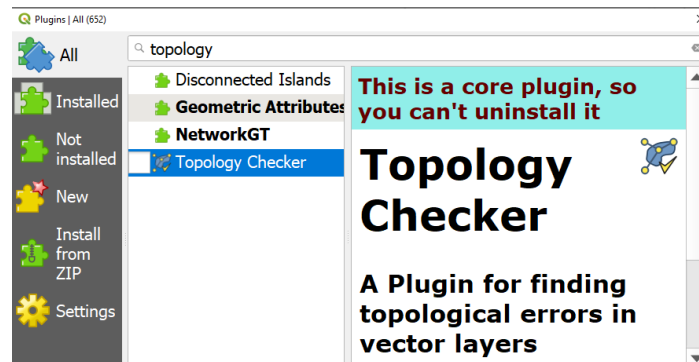 Plugins | All (652)
All
Installed
Not
installed
New
Install
from
ZIP
Settings
topology
Disconnected Islands
Geometric Attributes
NetworkGT
Topology Checker
This is a core plugin, so
you can't uninstall it
Topology
Checker
A Plugin for finding
topological errors in
vector layers